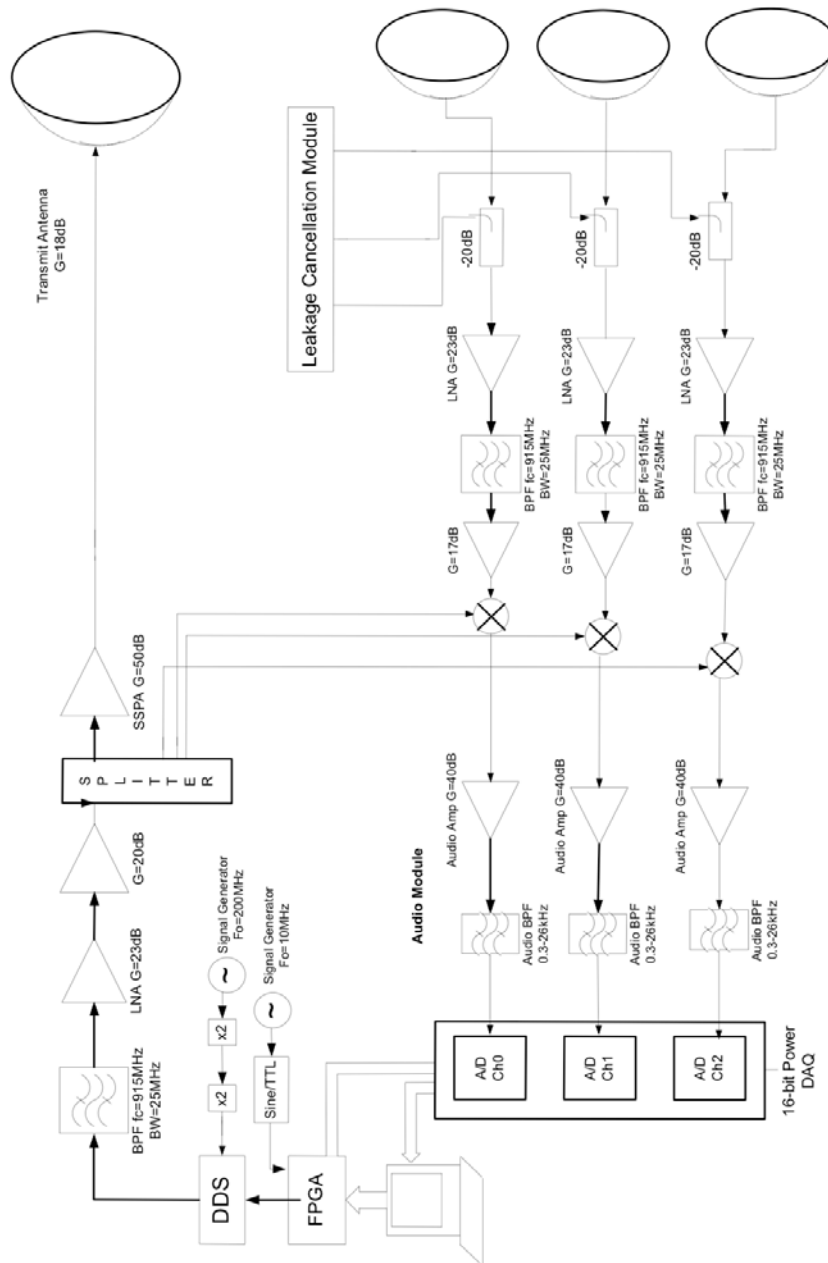 Transmit Antenna
G=18dB
SSPA G=50dB
S P L I T T E R
G=20dB
LNA G=23dB
BPF fc=915MHz
BW=25MHz
Signal Generator
Fo=200MHz
~
x2
x2
Signal Generator
Fo=10MHz
~
Sine/TTL
DDS
FPGA
Leakage Cancellation Module
-20dB
-20dB
-20dB
LNA G=23dB
LNA G=23dB
LNA G=23dB
BPF fc=915MHz
BW=25MHz
BPF fc=915MHz
BW=25MHz
BPF fc=915MHz
BW=25MHz
G=17dB
G=17dB
G=17dB
Audio Module
Audio Amp G=40dB
Audio Amp G=40dB
Audio Amp G=40dB
Audio BPF
0.3-26kHz
Audio BPF
0.3-26kHz
Audio BPF
0.3-26kHz
A/D
Ch0
A/D
Ch1
A/D
Ch2
16-bit Power
DAQ